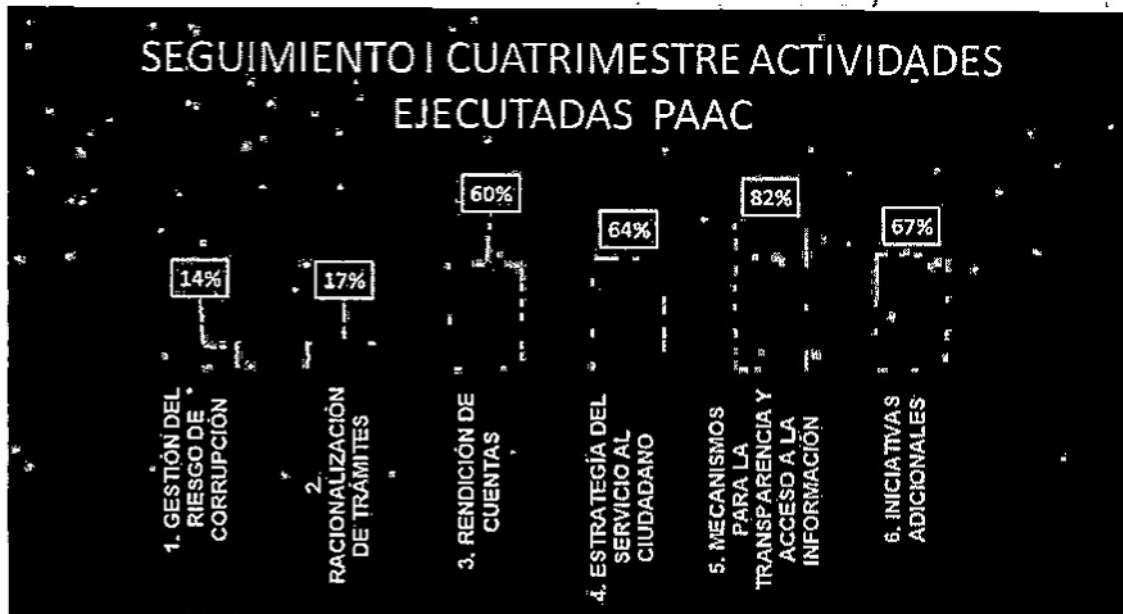 SEGUIMIENTO I CUATRIMESTRE ACTIVIDADES
EJECUTADAS PAAC
14%
17%
60%
64%
82%
67%
1. GESTIÓN DEL
RIESGO DE
CORRUPCIÓN
2.
RACIONALIZACIÓN
DE TRÁMITES
3. RENDICIÓN DE
CUENTAS
4. ESTRATEGÍA DEL
SERVICIO AL
CIUDADANO
5. MECANISMOS
PARA LA
TRANSPARENCIA Y
ACCESO A LA
INFORMACIÓN
6. INICIATIVAS
ADICIONALES